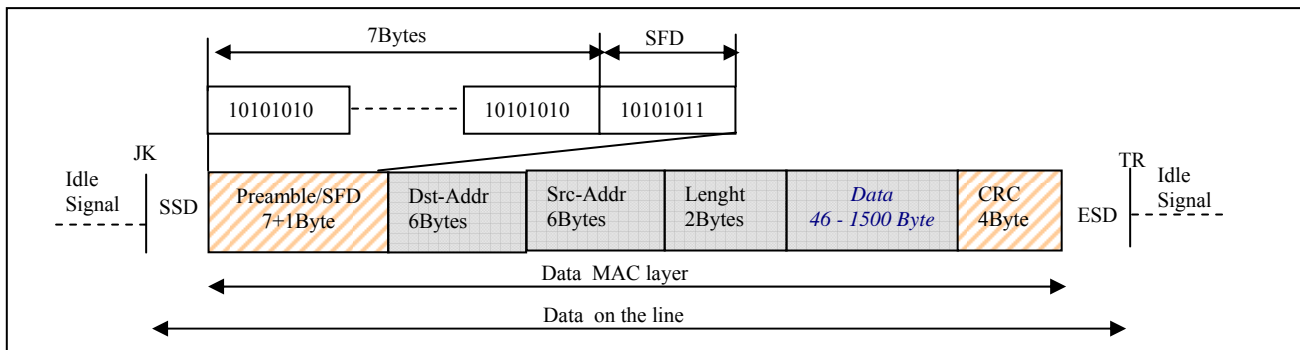 7Bytes SFD
10101010 10101010 10101011
JK TR
Idle Signal
SSD
Preamble/SFD
7+1Byte
Dst-Addr
6Bytes
Src-Addr
6Bytes
Lenght
2Bytes
Data
46 - 1500 Byte
CRC
4Byte
ESD
Idle
Signal
Data MAC layer
Data on the line